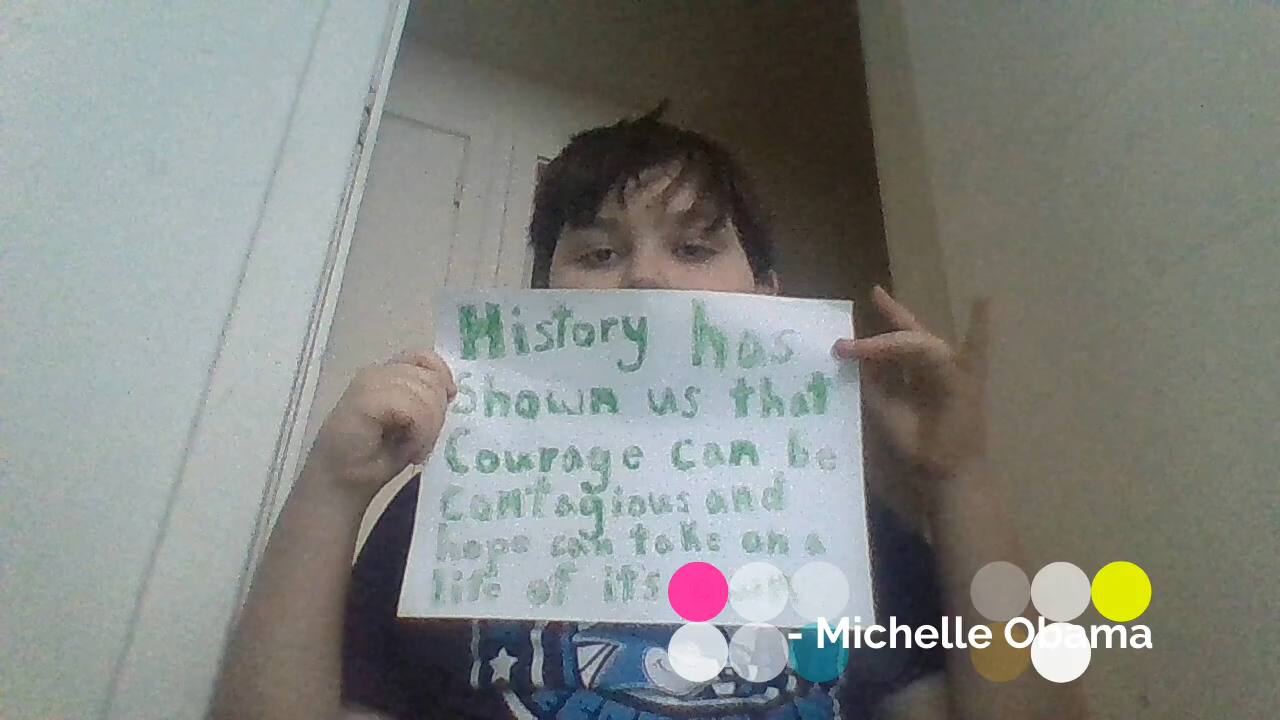 History has
Shown us that
Courage can be
contagious and
hope can take on a
life of its own
- Michelle Obama